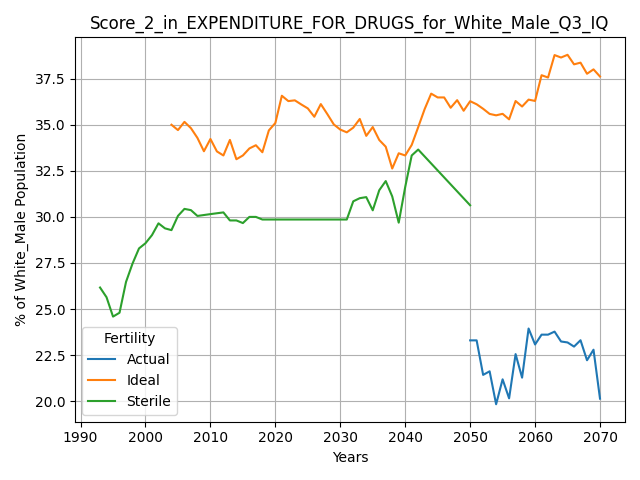 Score_2_in_EXPENDITURE_FOR_DRUGS_for_White_Male_Q3_IQ
% of White_Male Population
37.5
35.0
32.5
30.0
27.5
25.0
22.5
20.0
Fertility
Actual
Ideal
Sterile
1990 2000 2010 2020 2030 2040 2050 2060 2070
Years